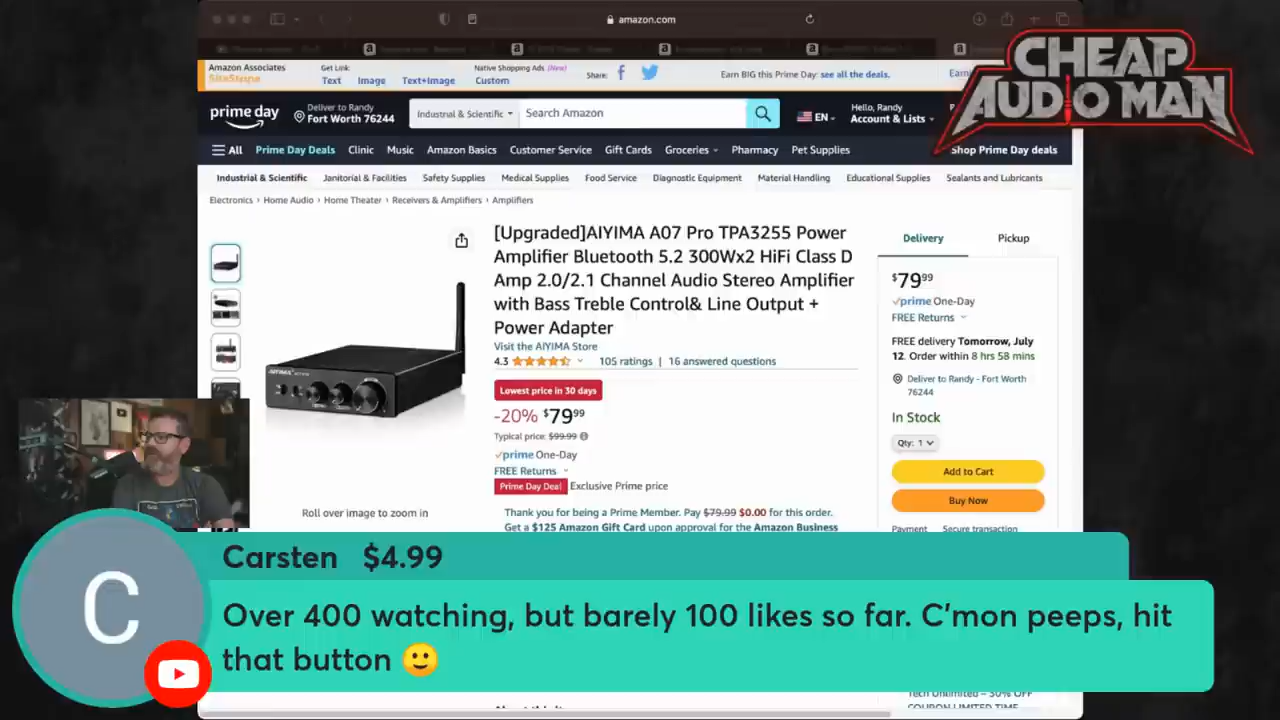 amazon.com
CHEAP
AUDIO MAN
Amazon Associates
SiteStripe
Get Link:
Text Image Text+Image
Native Shopping Ads (New)
Custom
Share:
Earn BIG this Prime Day: see all the deals.
prime day
Deliver to Randy
Fort Worth 76244
Industrial & Scientific
Search Amazon
EN
Hello, Randy
Account & Lists
All Prime Day Deals Clinic Music Amazon Basics Customer Service Gift Cards Groceries Pharmacy Pet Supplies Shop Prime Day deals
Industrial & Scientific Janitorial & Facilities Safety Supplies Medical Supplies Food Service Diagnostic Equipment Material Handling Educational Supplies Sealants and Lubricants
Electronics › Home Audio › Home Theater › Receivers & Amplifiers › Amplifiers
[Upgraded]AIYIMA A07 Pro TPA3255 Power
Amplifier Bluetooth 5.2 300Wx2 HiFi Class D
Amp 2.0/2.1 Channel Audio Stereo Amplifier
with Bass Treble Control& Line Output +
Power Adapter
Visit the AIYIMA Store
4.3 105 ratings | 16 answered questions
Lowest price in 30 days
-20% $79 99
Typical price: $99.99
prime One-Day
FREE Returns
Prime Day Deal Exclusive Prime price
Thank you for being a Prime Member. Pay $79.99 $0.00 for this order.
Get a $125 Amazon Gift Card upon approval for the Amazon Business
Roll over image to zoom in
Delivery Pickup
$79 99
prime One-Day
FREE Returns
FREE delivery Tomorrow, July
12. Order within 8 hrs 58 mins
Deliver to Randy - Fort Worth
76244
In Stock
Qty: 1
Add to Cart
Buy Now
Payment Secure transaction
C
Carsten $4.99
Over 400 watching, but barely 100 likes so far. C'mon peeps, hit
that button 🙂